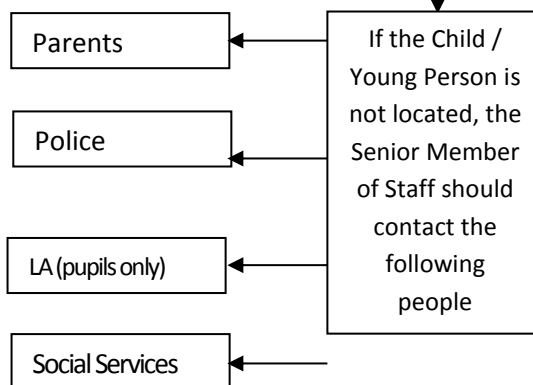 Parents
Police
LA (pupils only)
Social Services
If the Child /
Young Person is
not located, the
Senior Member
of Staff should
contact the
following
people